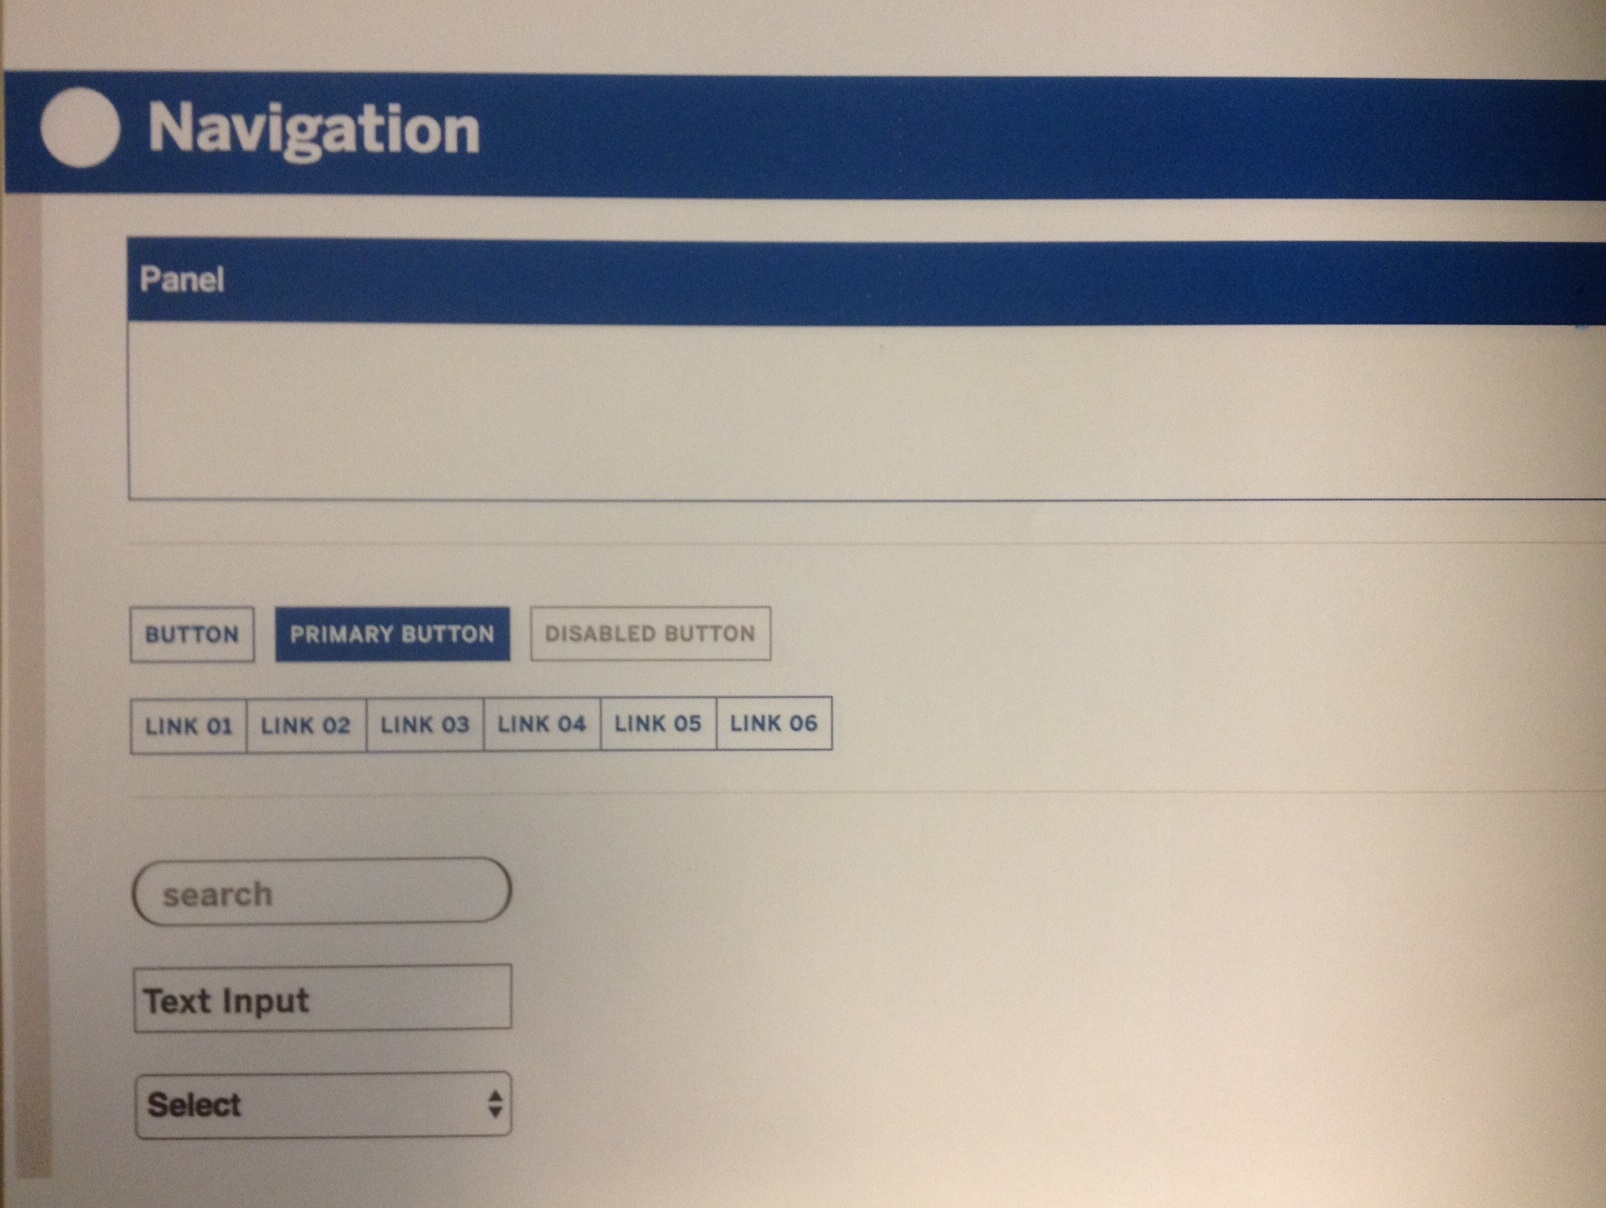 Navigation
Panel
BUTTON PRIMARY BUTTON DISABLED BUTTON
LINK 01 LINK 02 LINK 03 LINK 04 LINK 05 LINK 06
search
Text Input
Select